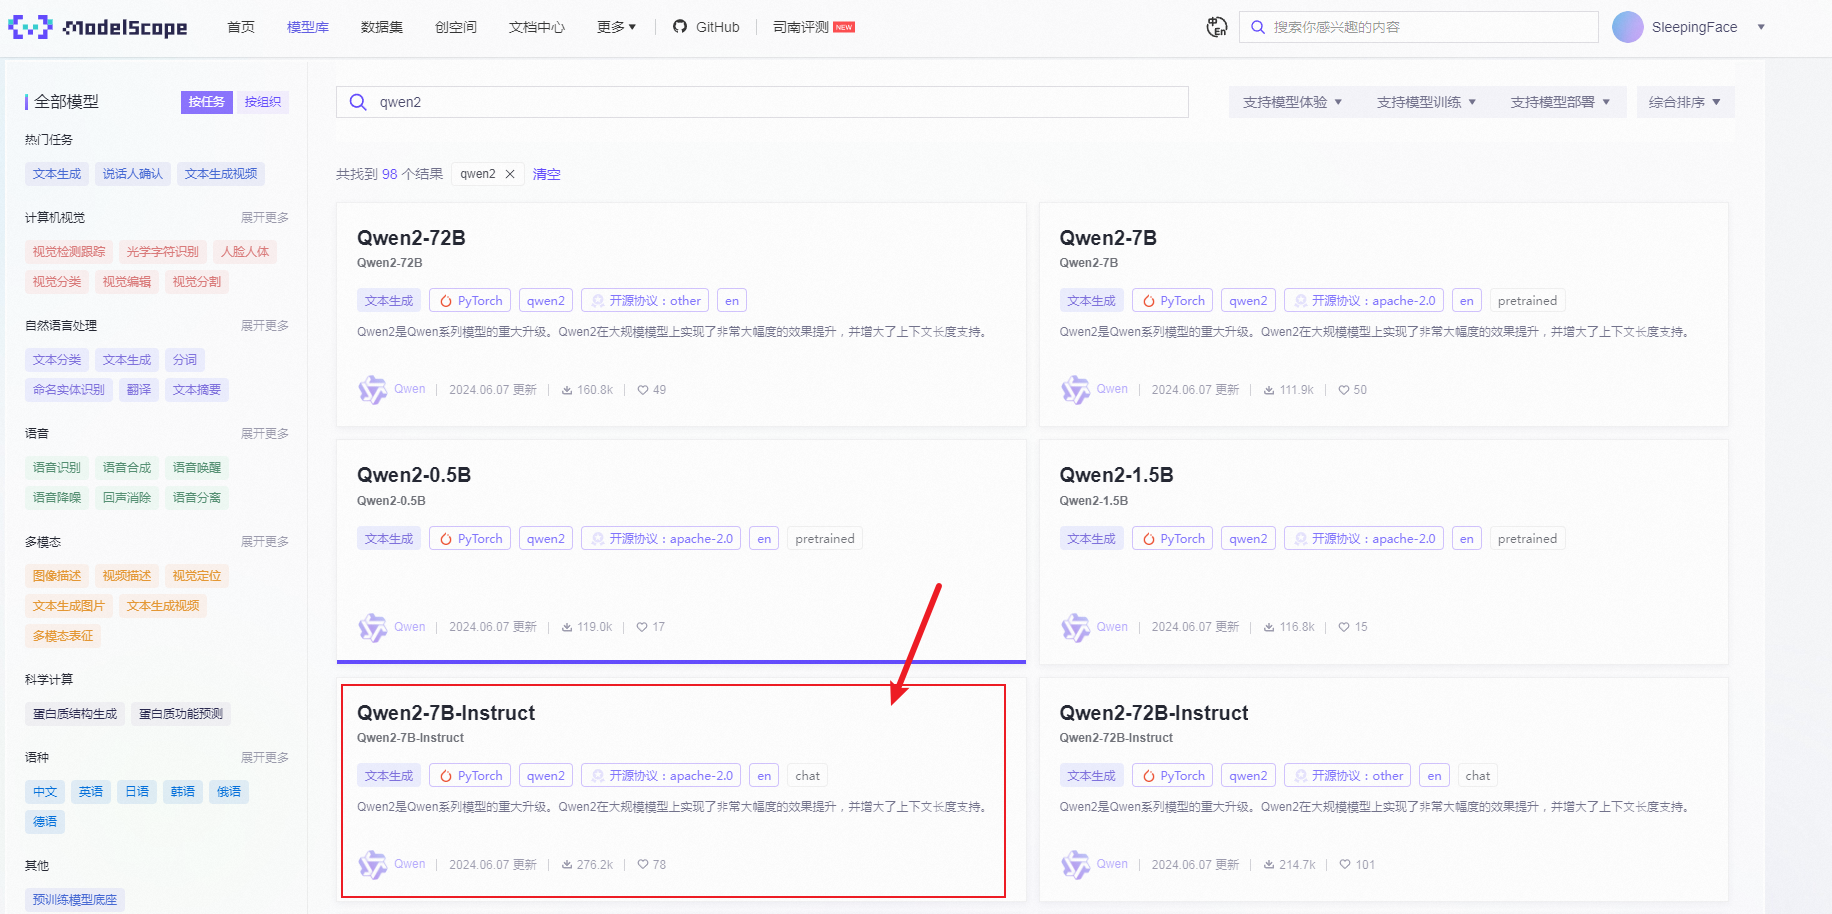 ModelScope 首页 模型库 数据集 创空间 文档中心 更多 GitHub 司南评测 NEW 搜索你感兴趣的内容 SleepingFace
全部模型 按任务 按组织
热门任务
文本生成 说话人确认 文本生成视频
计算机视觉 展开更多
视觉检测跟踪 光学字符识别 人脸人体
视觉分类 视觉编辑 视觉分割
自然语言处理 展开更多
文本分类 文本生成 分词
命名实体识别 翻译 文本摘要
语音 展开更多
语音识别 语音合成 语音唤醒
语音降噪 回声消除 语音分离
多模态 展开更多
图像描述 视频描述 视觉定位
文本生成图片 文本生成视频
多模态表征
科学计算
蛋白质结构生成 蛋白质功能预测
语种 展开更多
中文 英语 日语 韩语 俄语
德语
其他
预训练模型底座
qwen2 支持模型体验 支持模型训练 支持模型部署 综合排序
共找到 98 个结果 qwen2 清空
Qwen2-72B
Qwen2-72B
文本生成 PyTorch qwen2 开源协议：other en
Qwen2是Qwen系列模型的重大升级。Qwen2在大规模模型上实现了非常大幅度的效果提升，并增大了上下文长度支持。
Qwen 2024.06.07 更新 160.8k 49
Qwen2-7B
Qwen2-7B
文本生成 PyTorch qwen2 开源协议：apache-2.0 en pretrained
Qwen2是Qwen系列模型的重大升级。Qwen2在大规模模型上实现了非常大幅度的效果提升，并增大了上下文长度支持。
Qwen 2024.06.07 更新 111.9k 50
Qwen2-0.5B
Qwen2-0.5B
文本生成 PyTorch qwen2 开源协议：apache-2.0 en pretrained
Qwen 2024.06.07 更新 119.0k 17
Qwen2-1.5B
Qwen2-1.5B
文本生成 PyTorch qwen2 开源协议：apache-2.0 en pretrained
Qwen 2024.06.07 更新 116.8k 15
Qwen2-7B-Instruct
Qwen2-7B-Instruct
文本生成 PyTorch qwen2 开源协议：apache-2.0 en chat
Qwen2是Qwen系列模型的重大升级。Qwen2在大规模模型上实现了非常大幅度的效果提升，并增大了上下文长度支持。
Qwen 2024.06.07 更新 276.2k 78
Qwen2-72B-Instruct
Qwen2-72B-Instruct
文本生成 PyTorch qwen2 开源协议：other en chat
Qwen2是Qwen系列模型的重大升级。Qwen2在大规模模型上实现了非常大幅度的效果提升，并增大了上下文长度支持。
Qwen 2024.06.07 更新 214.7k 101